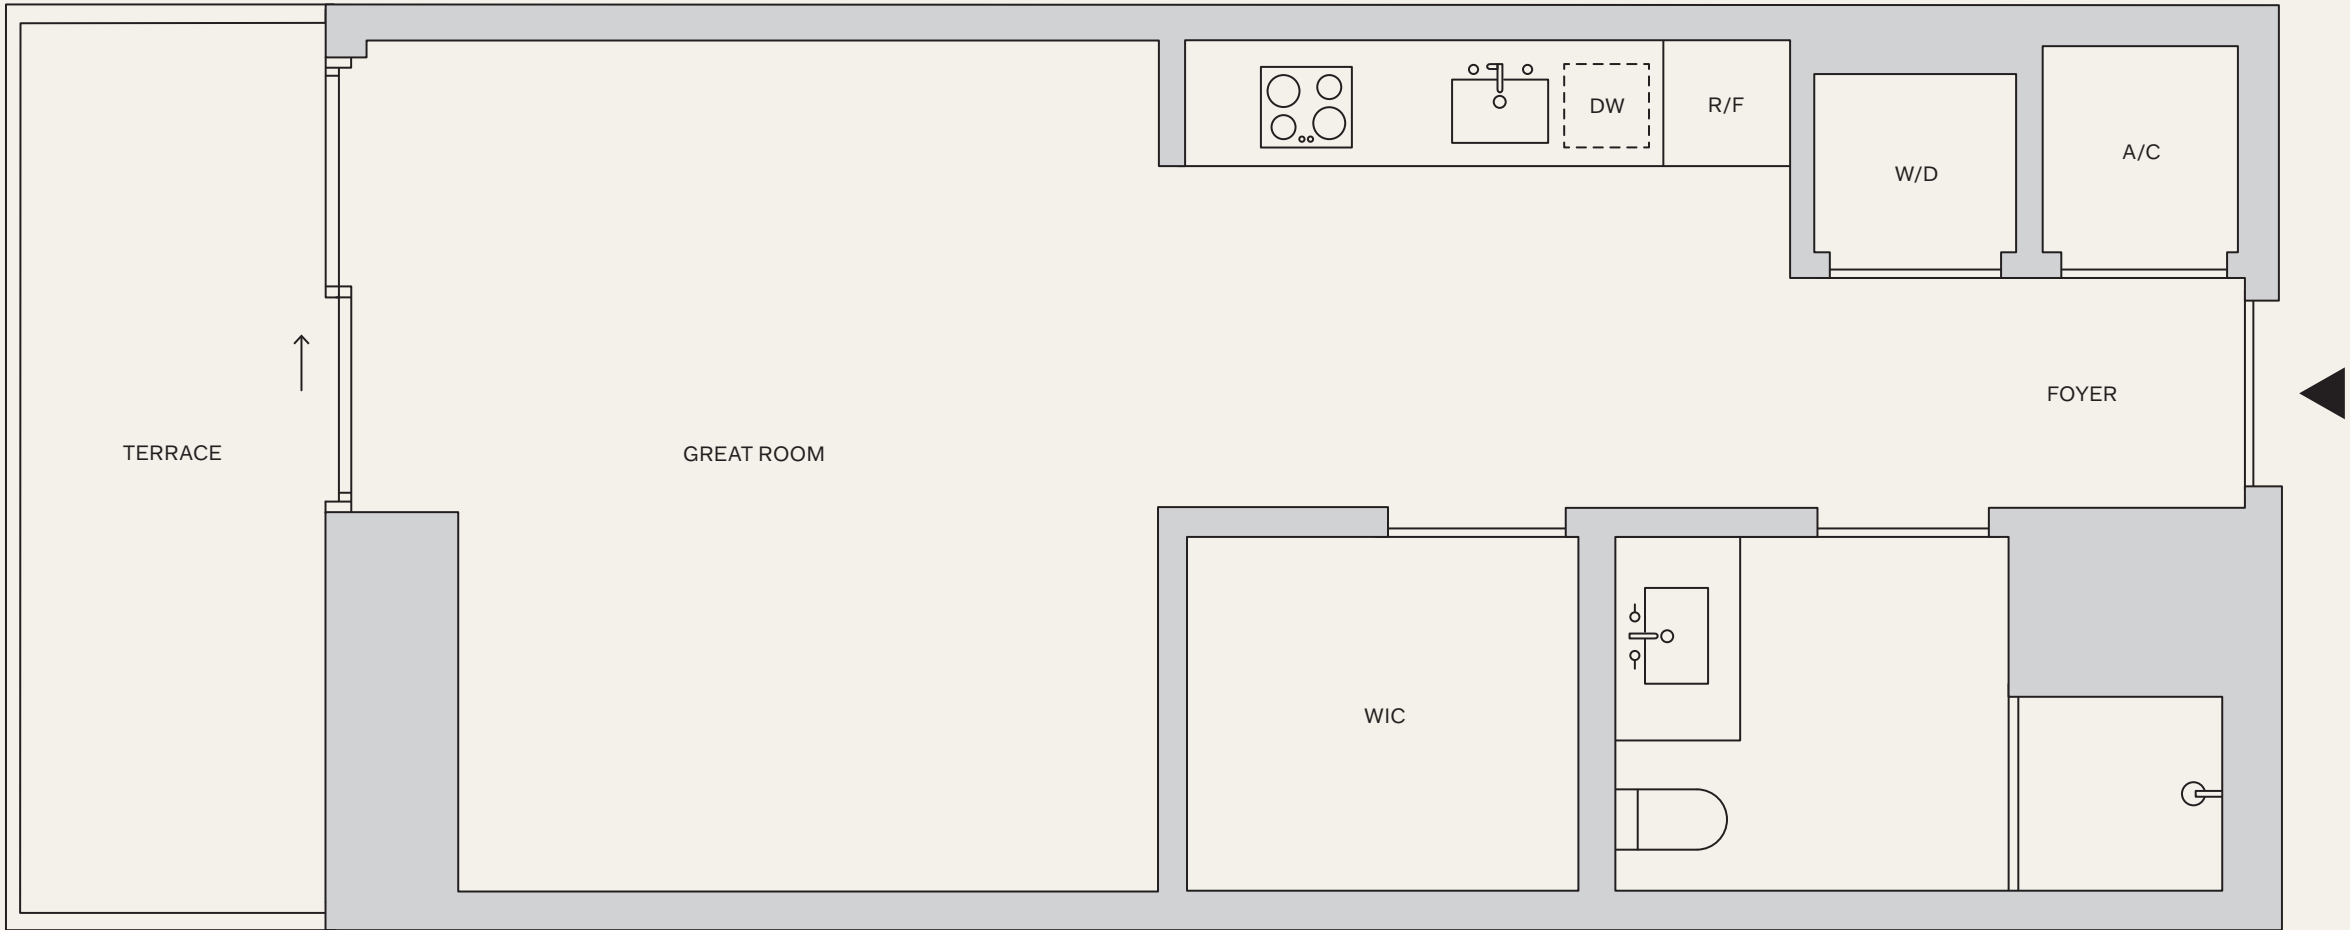 DW
R/F
W/D
A/C
FOYER
TERRACE
GREAT ROOM
WIC